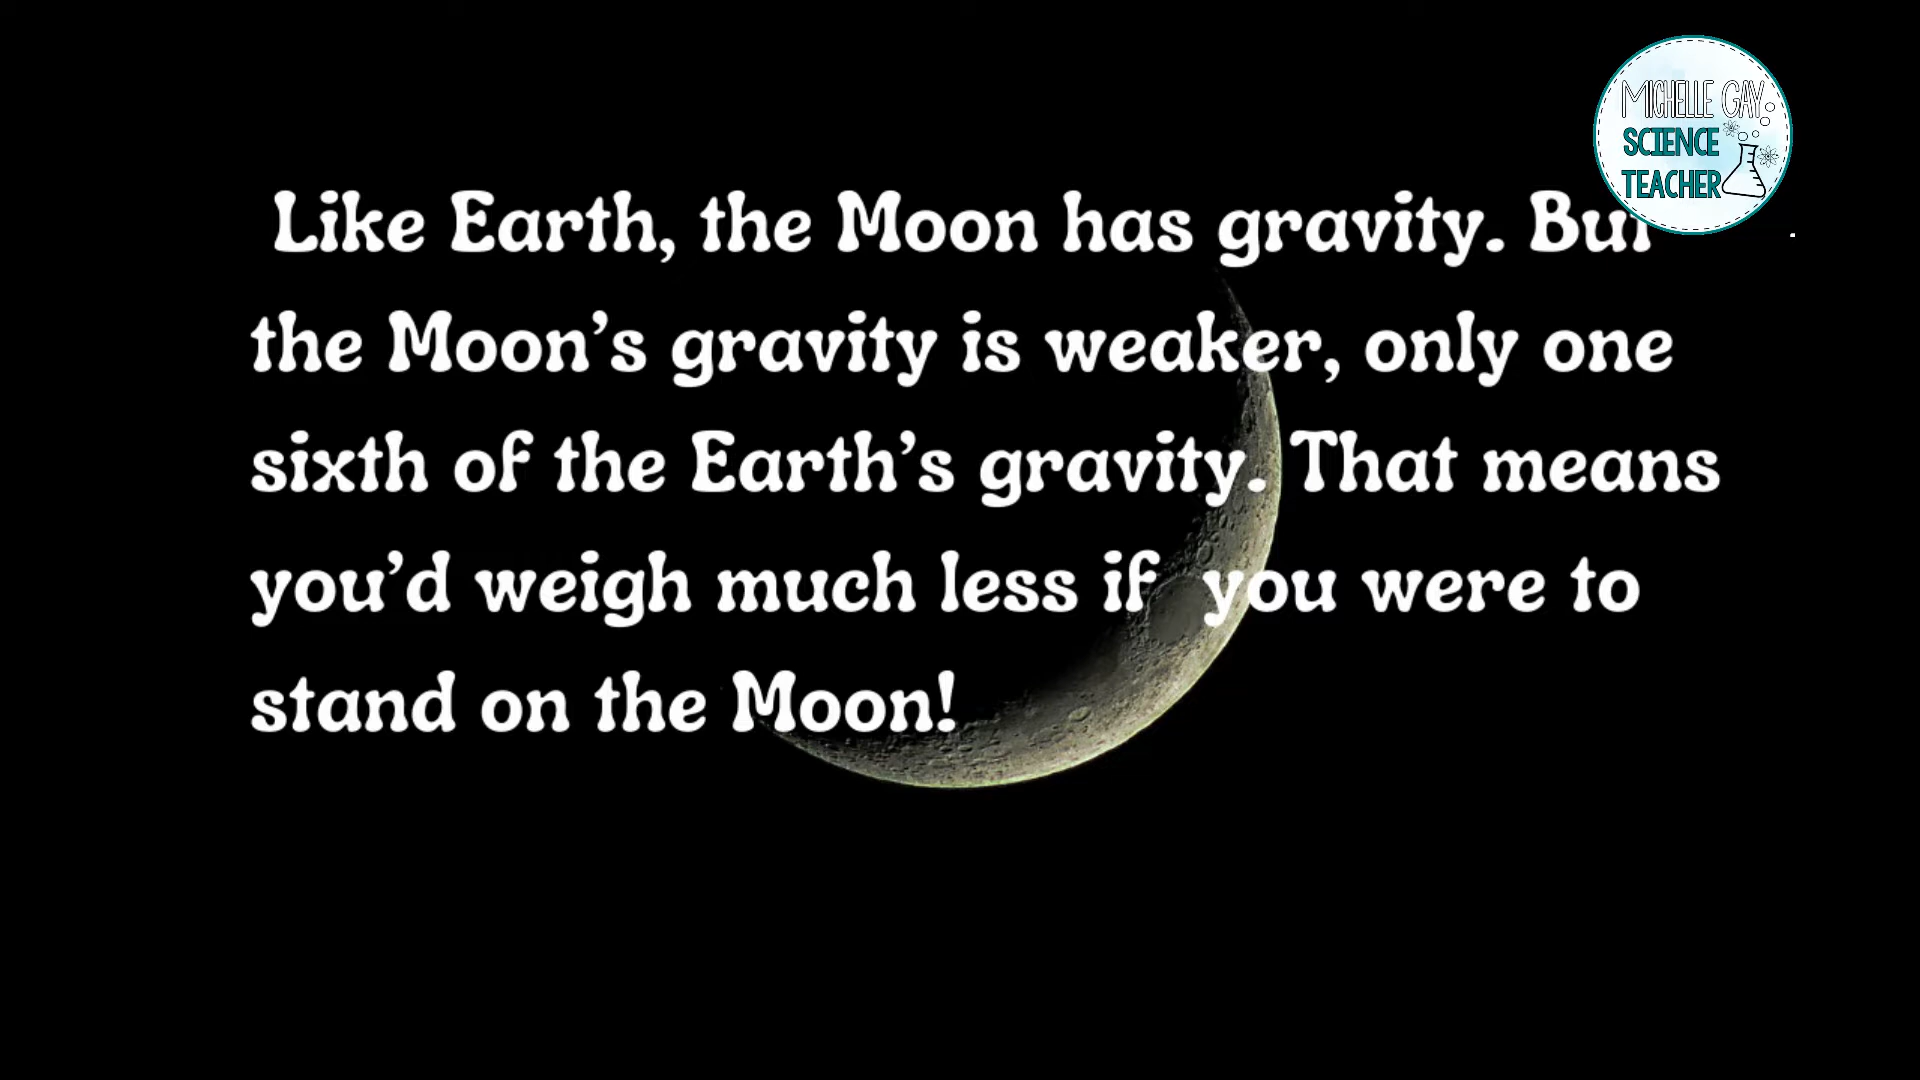 MICHELLE GAY
SCIENCE
TEACHER
Like Earth, the Moon has gravity. But
the Moon's gravity is weaker, only one
sixth of the Earth's gravity. That means
you'd weigh much less if you were to
stand on the Moon!